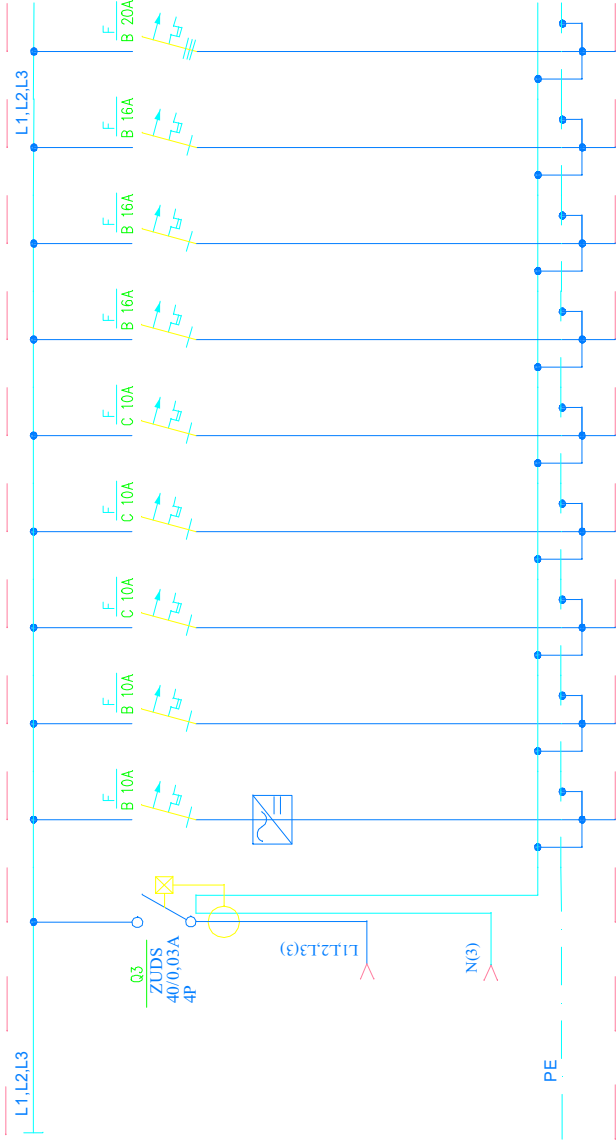 L1,L2,L3
F
B 20A
F
B 16A
F
B 16A
F
B 16A
F
C 10A
F
C 10A
F
C 10A
F
B 10A
F
B 10A
Q3
ZUDS
40/0,03A
4P
L1,L2,L3(3)
N(3)
L1,L2,L3
PE